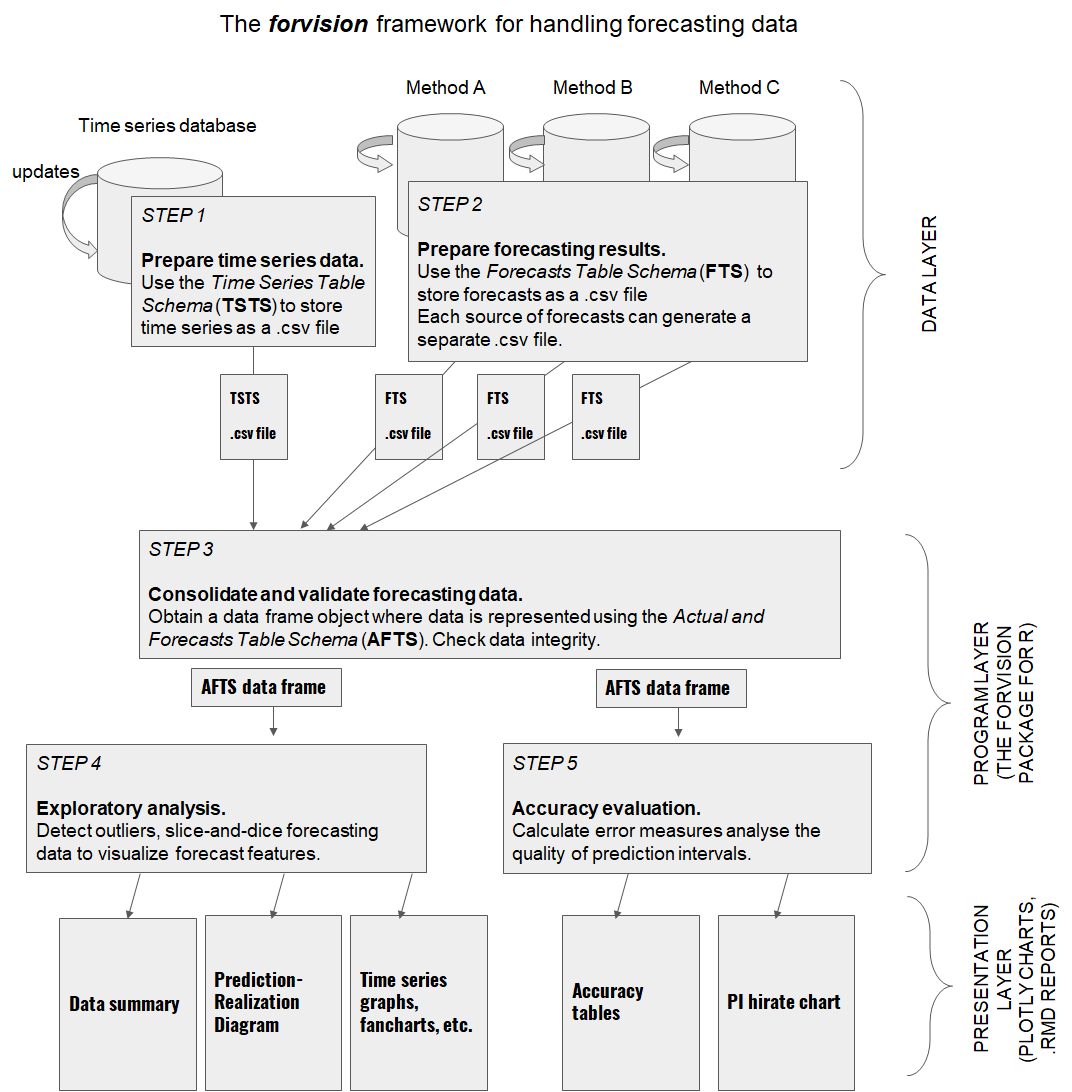 The forvision framework for handling forecasting data
Method A
Method B
Method C
Time series database
updates
STEP 1
Prepare time series data.
Use the Time Series Table
Schema (TSTS) to store
time series as a .csv file
STEP 2
Prepare forecasting results.
Use the Forecasts Table Schema (FTS) to
store forecasts as a .csv file
Each source of forecasts can generate a
separate .csv file.
DATA LAYER
TSTS
.csv file
FTS
.csv file
FTS
.csv file
FTS
.csv file
STEP 3
Consolidate and validate forecasting data.
Obtain a data frame object where data is represented using the Actual and
Forecasts Table Schema (AFTS). Check data integrity.
AFTS data frame
AFTS data frame
PROGRAM LAYER
(THE FORVISION
PACKAGE FOR R)
STEP 4
Exploratory analysis.
Detect outliers, slice-and-dice forecasting
data to visualize forecast features.
STEP 5
Accuracy evaluation.
Calculate error measures analyse the
quality of prediction intervals.
Data summary
Prediction-
Realization
Diagram
Time series
graphs,
fancharts, etc.
Accuracy
tables
PI hirate chart
PRESENTATION
LAYER
(PLOTLY CHARTS,
.RMD REPORTS)